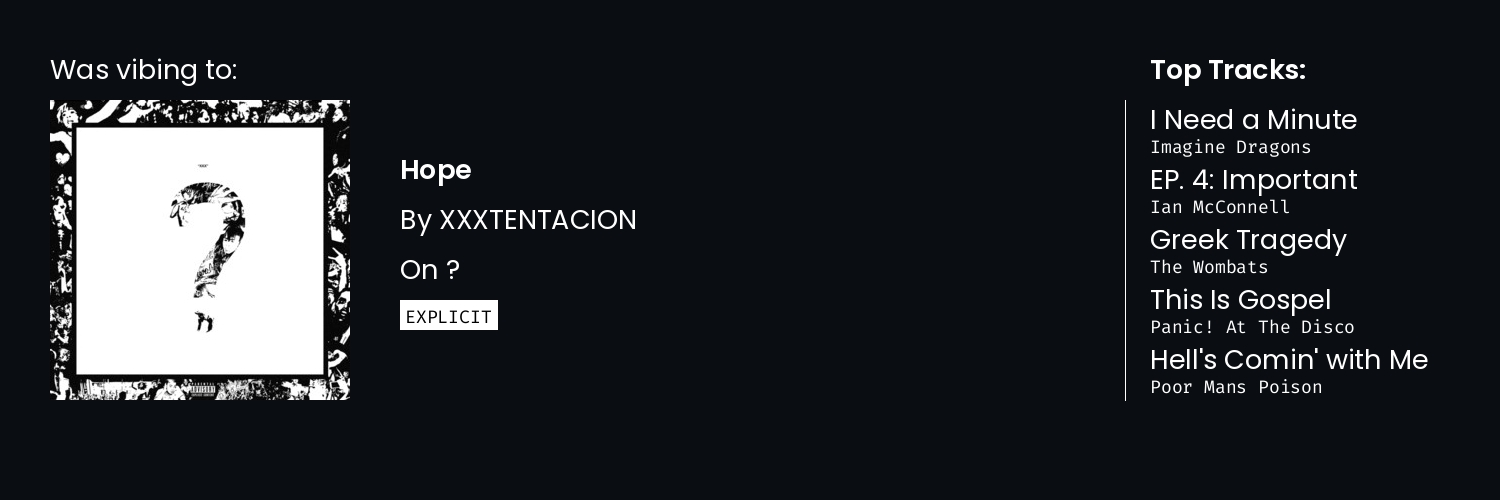 Was vibing to:
Hope
By XXXTENTACION
On ?
EXPLICIT
Top Tracks:
I Need a Minute
Imagine Dragons
EP. 4: Important
Ian McConnell
Greek Tragedy
The Wombats
This Is Gospel
Panic! At The Disco
Hell's Comin' with Me
Poor Mans Poison